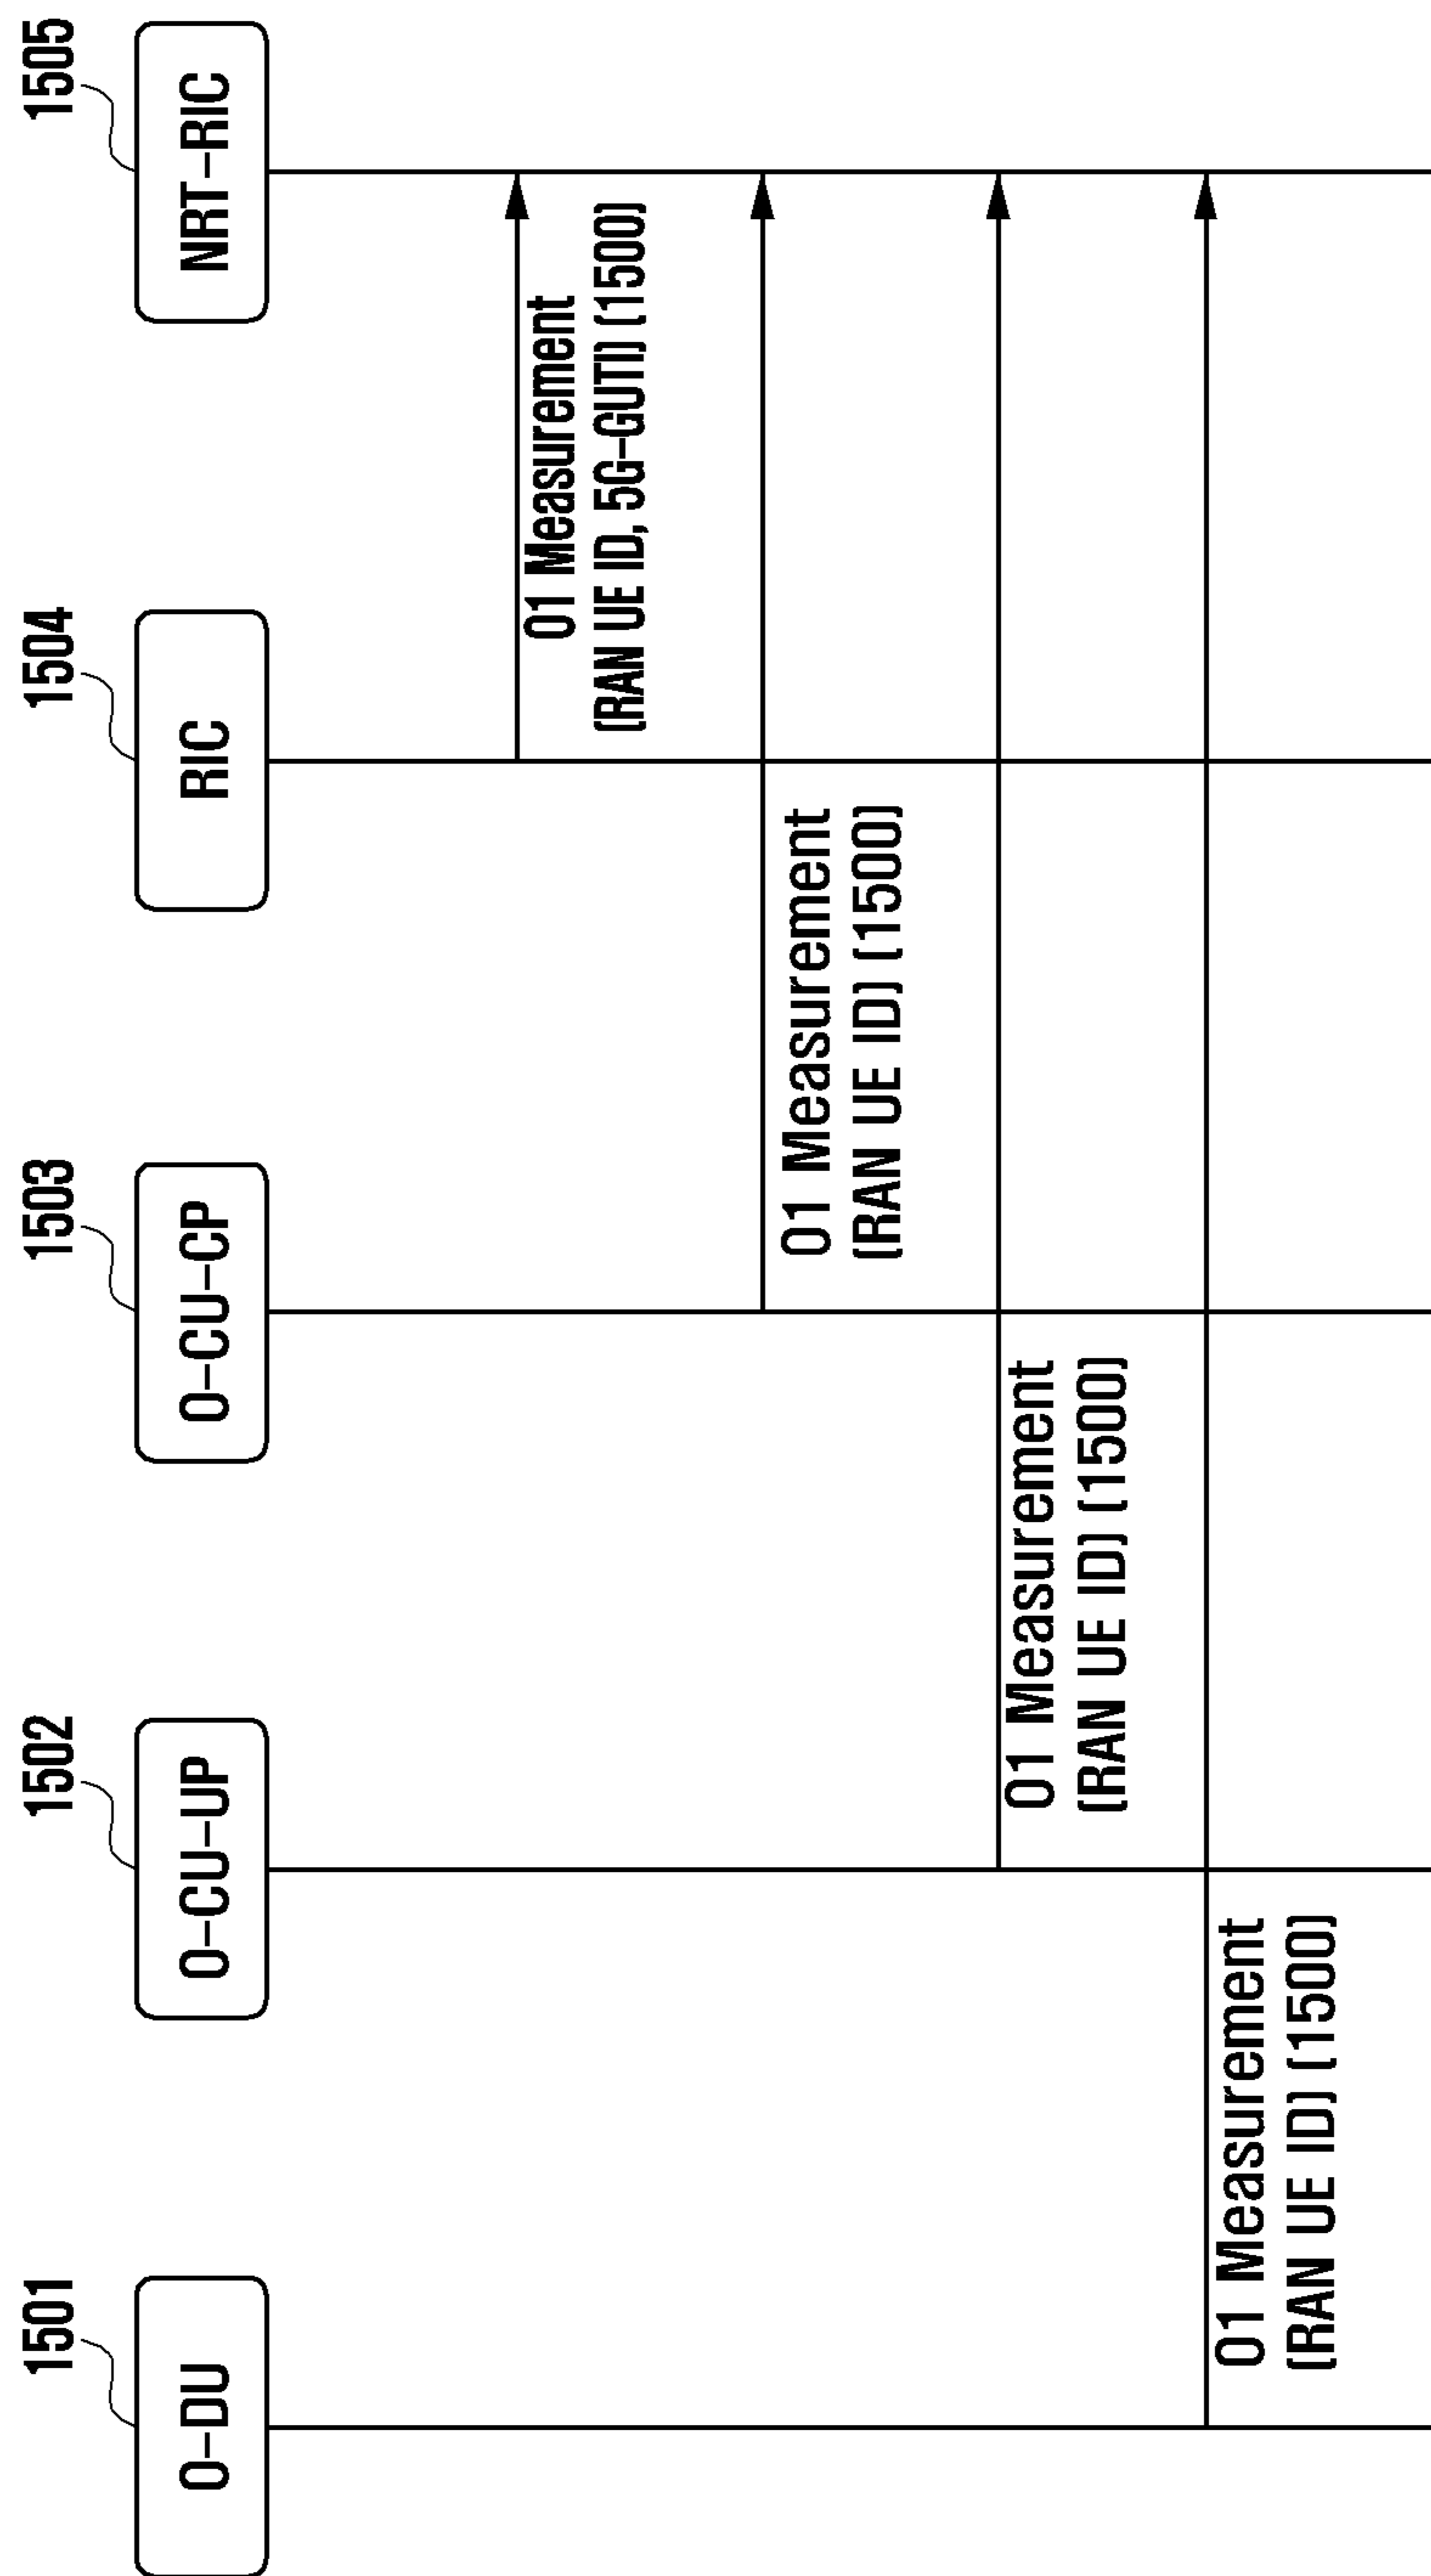 1501
1502
1503
1504
1505
O-DU
O-CU-UP
O-CU-CP
RIC
NRT-RIC
O1 Measurement
(RAN UE ID, 5G-GUTI) (1500)
O1 Measurement
(RAN UE ID) (1500)
O1 Measurement
(RAN UE ID) (1500)
O1 Measurement
(RAN UE ID) (1500)